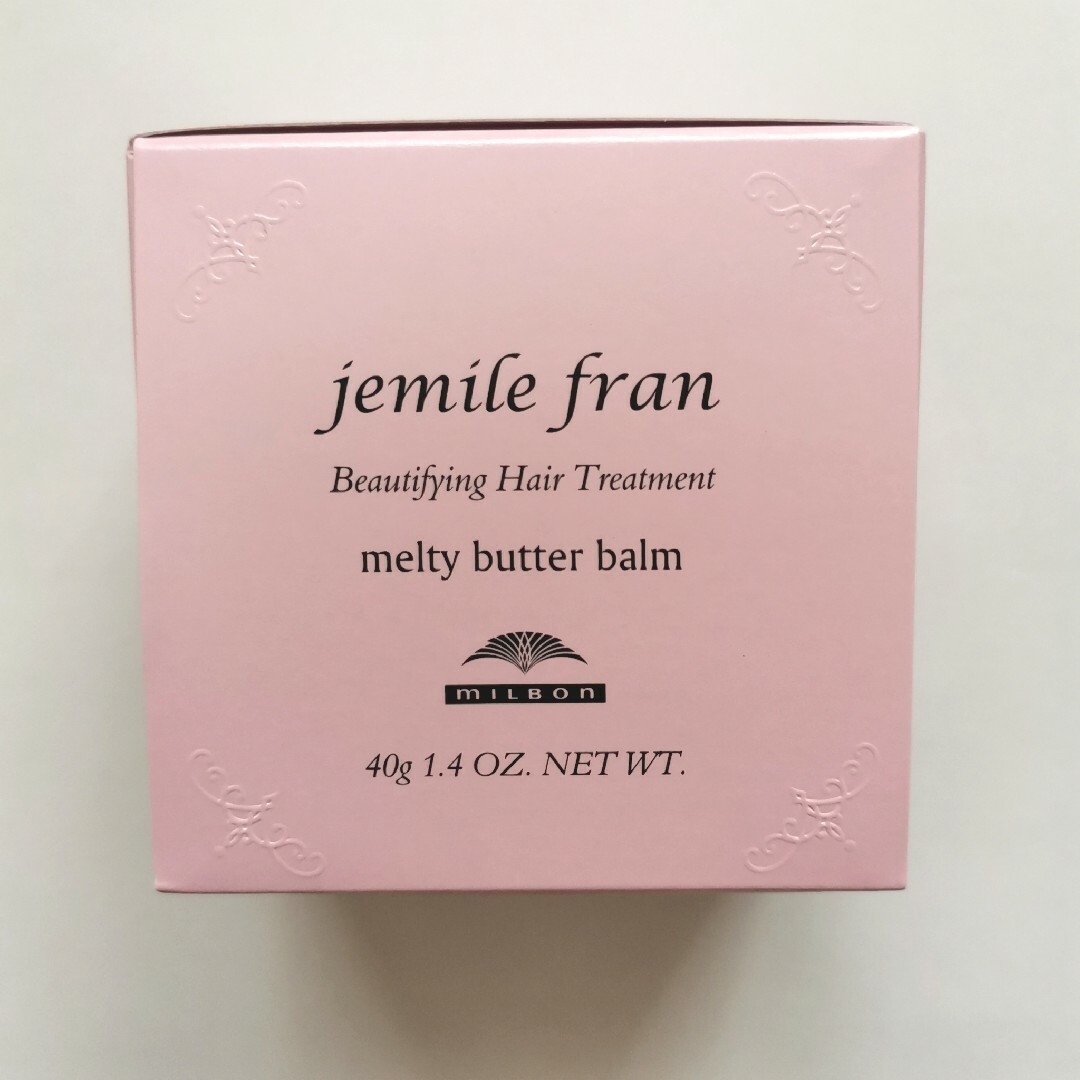 jemile fran
Beautifying Hair Treatment
melty butter balm
MILBON
40g 1.4 OZ. NET WT.